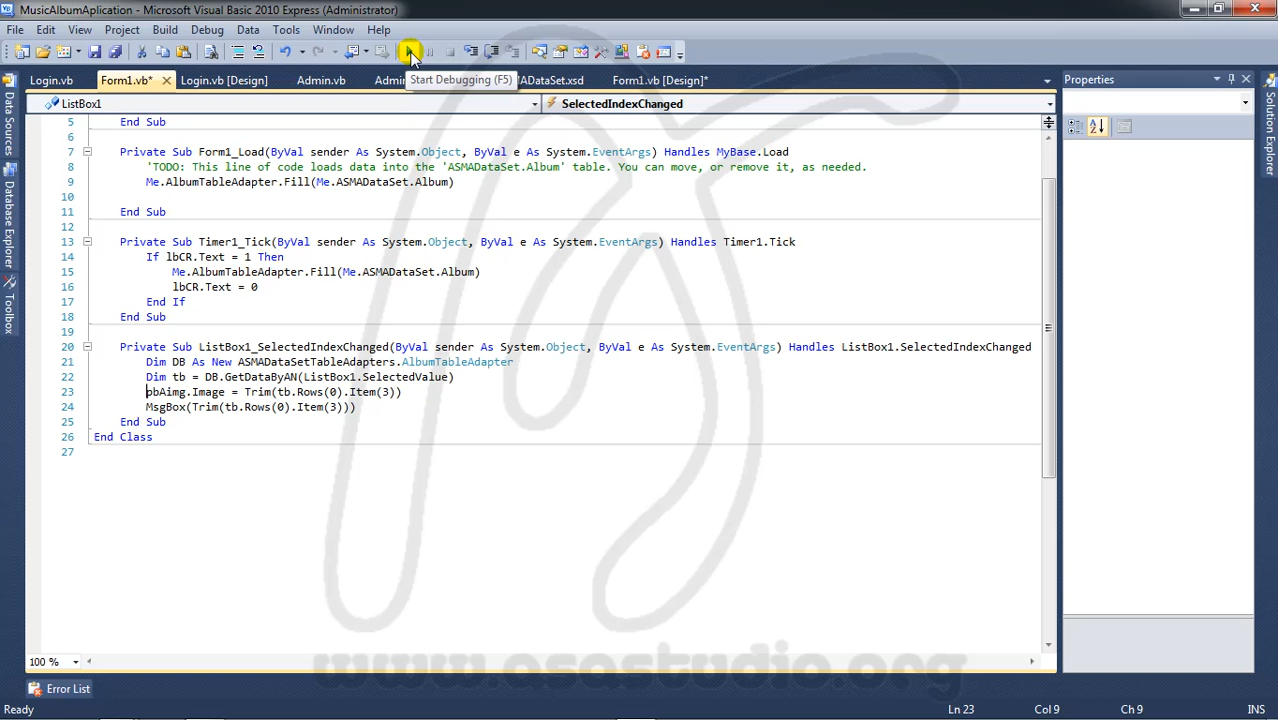 MusicAlbumAplication - Microsoft Visual Basic 2010 Express (Administrator)
File Edit View Project Build Debug Data Tools Window Help
Login.vb Form1.vb* Login.vb [Design] Admin.vb Admin ADataSet.xsd Form1.vb [Design]*
Start Debugging (F5)
Properties
ListBox1 SelectedIndexChanged
5 End Sub
6
7 Private Sub Form1_Load(ByVal sender As System.Object, ByVal e As System.EventArgs) Handles MyBase.Load
8 'TODO: This line of code loads data into the 'ASMADataSet.Album' table. You can move, or remove it, as needed.
9 Me.AlbumTableAdapter.Fill(Me.ASMADataSet.Album)
10
11 End Sub
12
13 Private Sub Timer1_Tick(ByVal sender As System.Object, ByVal e As System.EventArgs) Handles Timer1.Tick
14 If lbCR.Text = 1 Then
15 Me.AlbumTableAdapter.Fill(Me.ASMADataSet.Album)
16 lbCR.Text = 0
17 End If
18 End Sub
19
20 Private Sub ListBox1_SelectedIndexChanged(ByVal sender As System.Object, ByVal e As System.EventArgs) Handles ListBox1.SelectedIndexChanged
21 Dim DB As New ASMADataSetTableAdapters.AlbumTableAdapter
22 Dim tb = DB.GetDataByAN(ListBox1.SelectedValue)
23 pbAimg.Image = Trim(tb.Rows(0).Item(3))
24 MsgBox(Trim(tb.Rows(0).Item(3)))
25 End Sub
26 End Class
27
Data Sources
Database Explorer
Toolbox
Solution Explorer
100 %
www.asastudio.org
Error List
Ready Ln 23 Col 9 Ch 9 INS